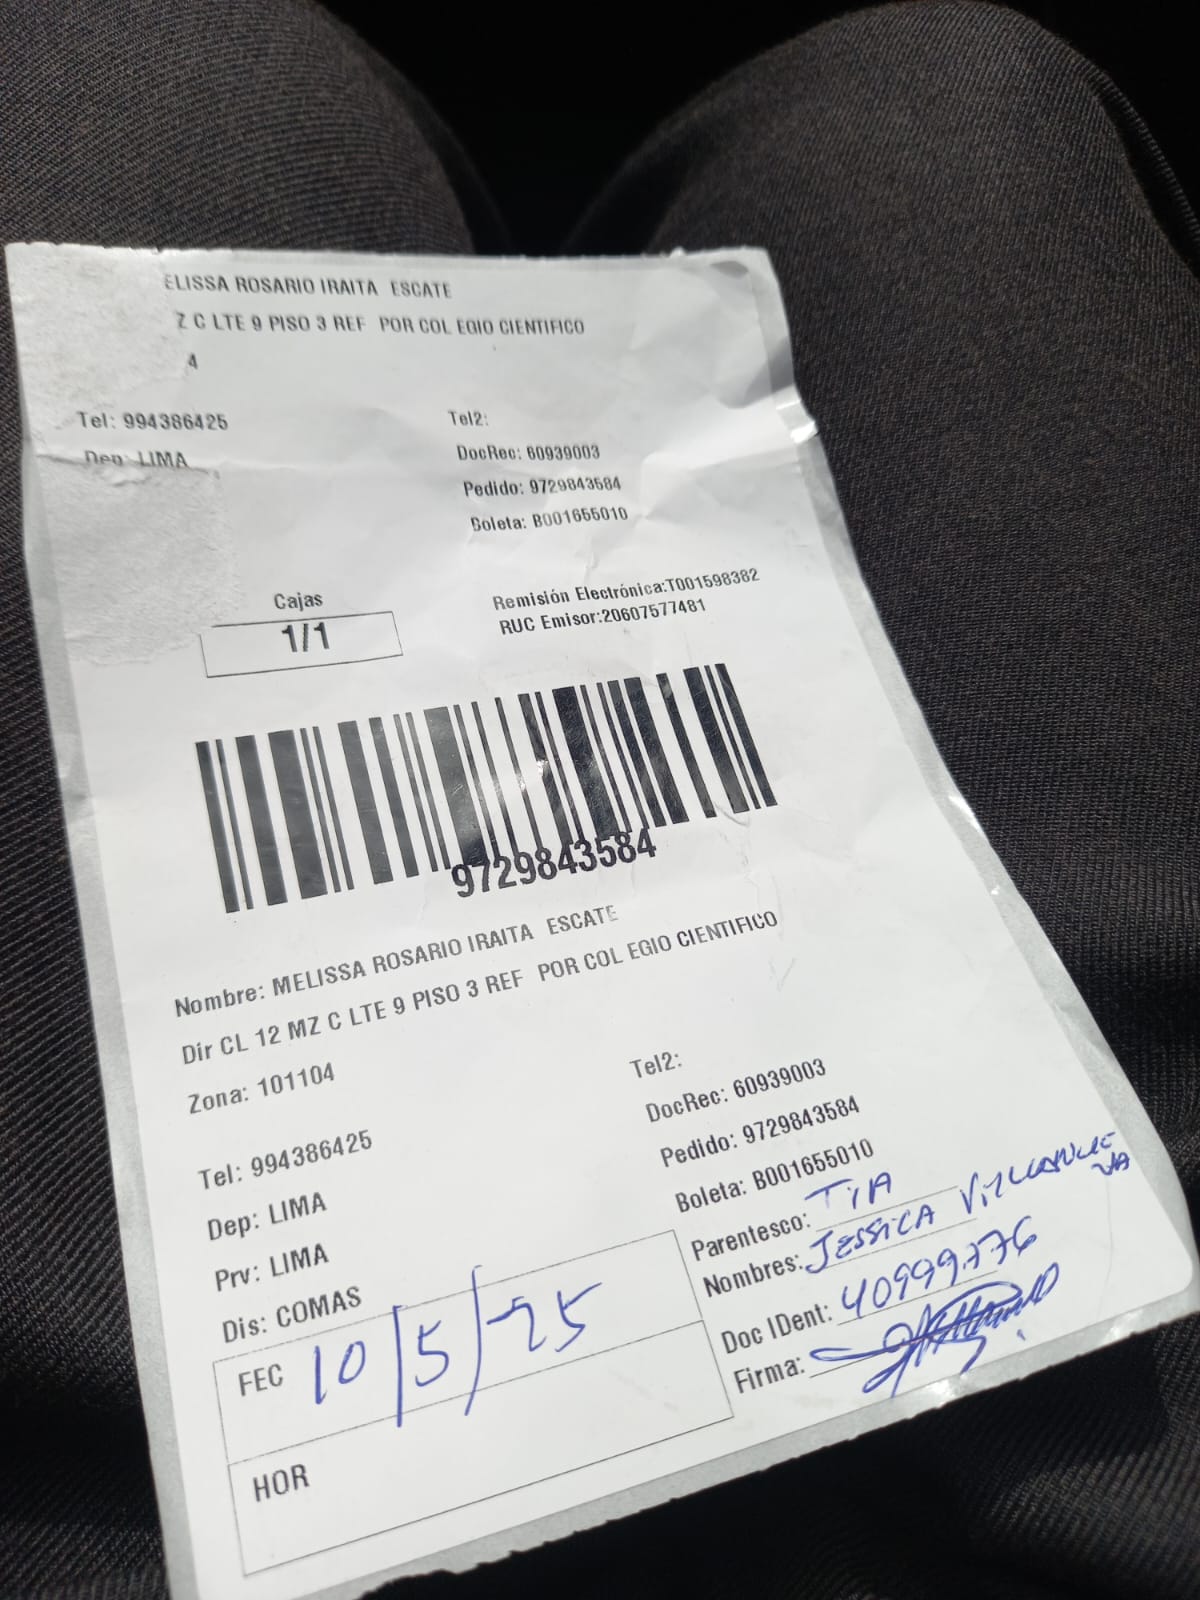 ELISSA ROSARIO IRAITA ESCATE
Z C LTE 9 PISO 3 REF POR COL EGIO CIENTIFICO
4
Tel: 994386425
Tel2:
Dep: LIMA
DocRec: 60939003
Pedido: 9729843584
Boleta: B001655010
Cajas
1/1
Remisión Electrónica:T001598382
RUC Emisor:20607577481
9729843584
Nombre: MELISSA ROSARIO IRAITA ESCATE
Dir CL 12 MZ C LTE 9 PISO 3 REF POR COL EGIO CIENTIFICO
Zona: 101104
Tel2:
Tel: 994386425
DocRec: 60939003
Dep: LIMA
Pedido: 9729843584
Prv: LIMA
Boleta: B001655010
Dis: COMAS
Parentesco: TIA
Nombres: JESSICA
Doc IDent: 40999776
Firma:
FEC 10/5/25
HOR